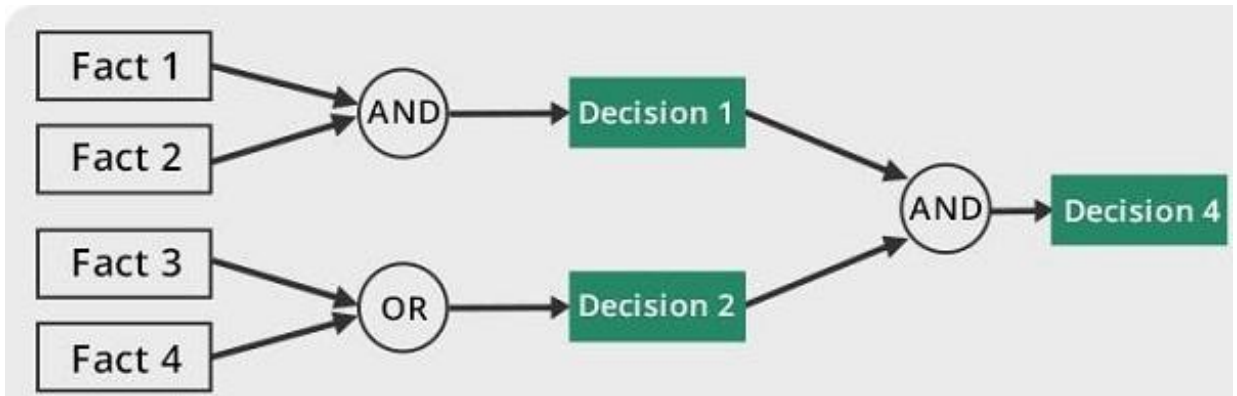 Fact 1
Fact 2
AND
Decision 1
Fact 3
Fact 4
OR
Decision 2
AND
Decision 4